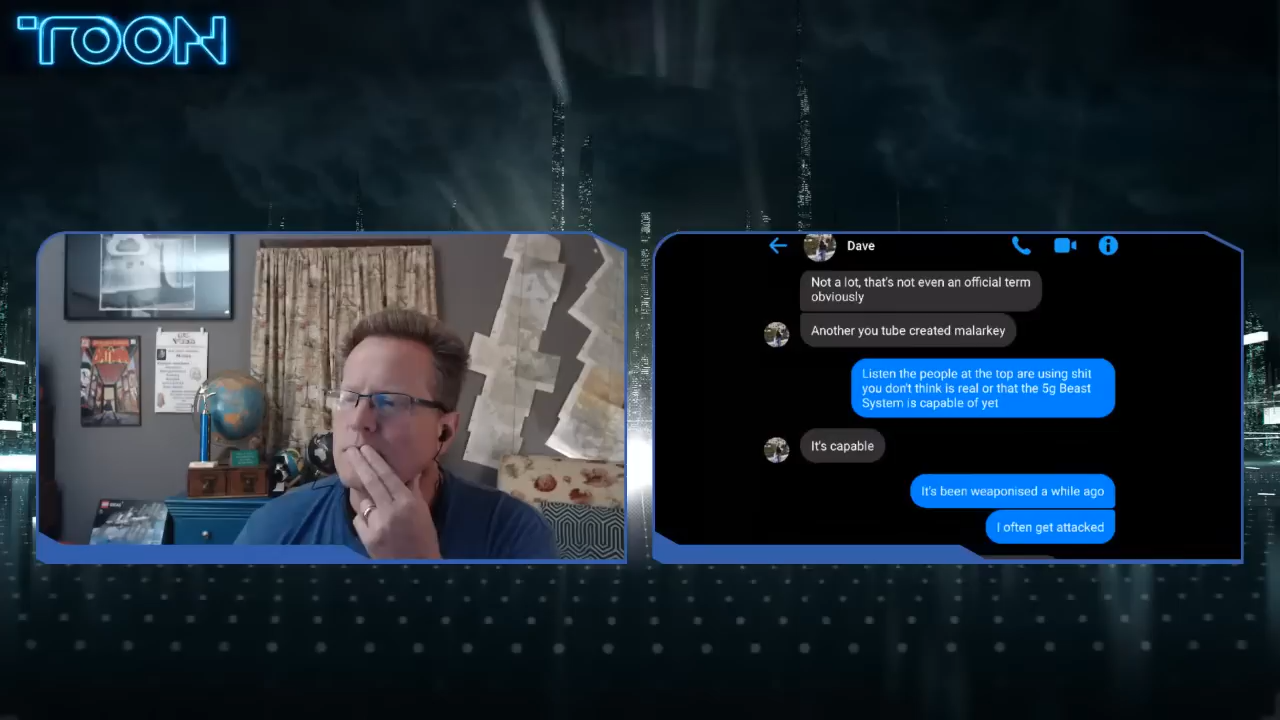 TOON
Dave
Not a lot, that's not even an official term
obviously
Another you tube created malarkey
Listen the people at the top are using shit
you don't think is real or that the 5g Beast
System is capable of yet
It's capable
It's been weaponised a while ago
I often get attacked